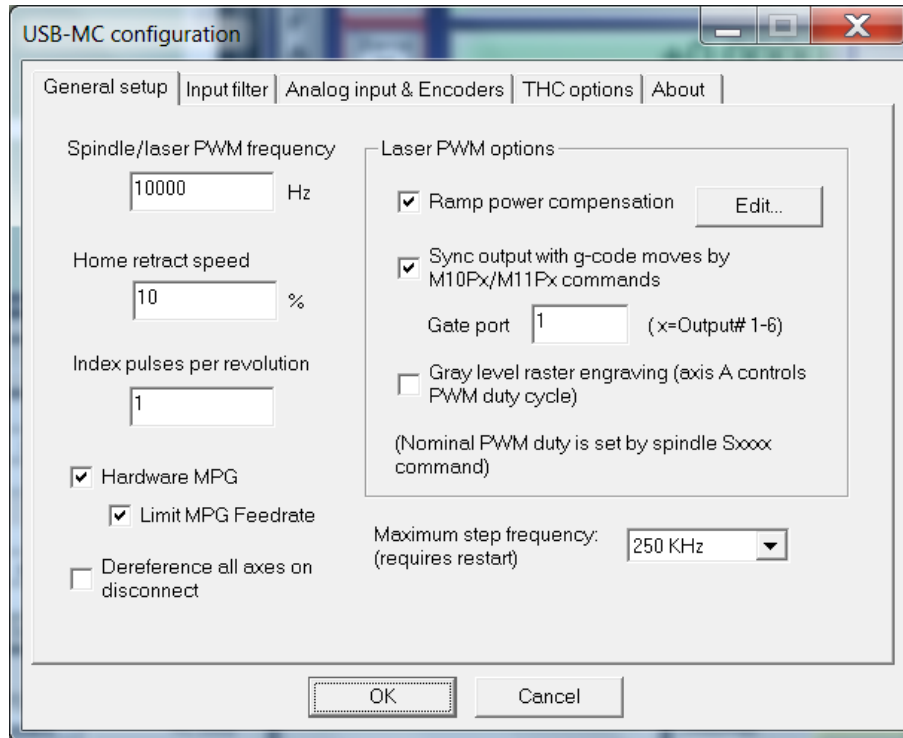 USB-MC configuration
General setup
Input filter
Analog input & Encoders
THC options
About
Spindle/laser PWM frequency
10000
Hz
Home retract speed
10
%
Index pulses per revolution
1
Hardware MPG
Limit MPG Feedrate
Dereference all axes on
disconnect
Laser PWM options
Ramp power compensation
Edit...
Sync output with g-code moves by
M10Px/M11Px commands
Gate port
1
( x=Output# 1-6)
Gray level raster engraving (axis A controls
PWM duty cycle)
(Nominal PWM duty is set by spindle Sxxxx
command)
Maximum step frequency:
(requires restart)
250 KHz
OK
Cancel